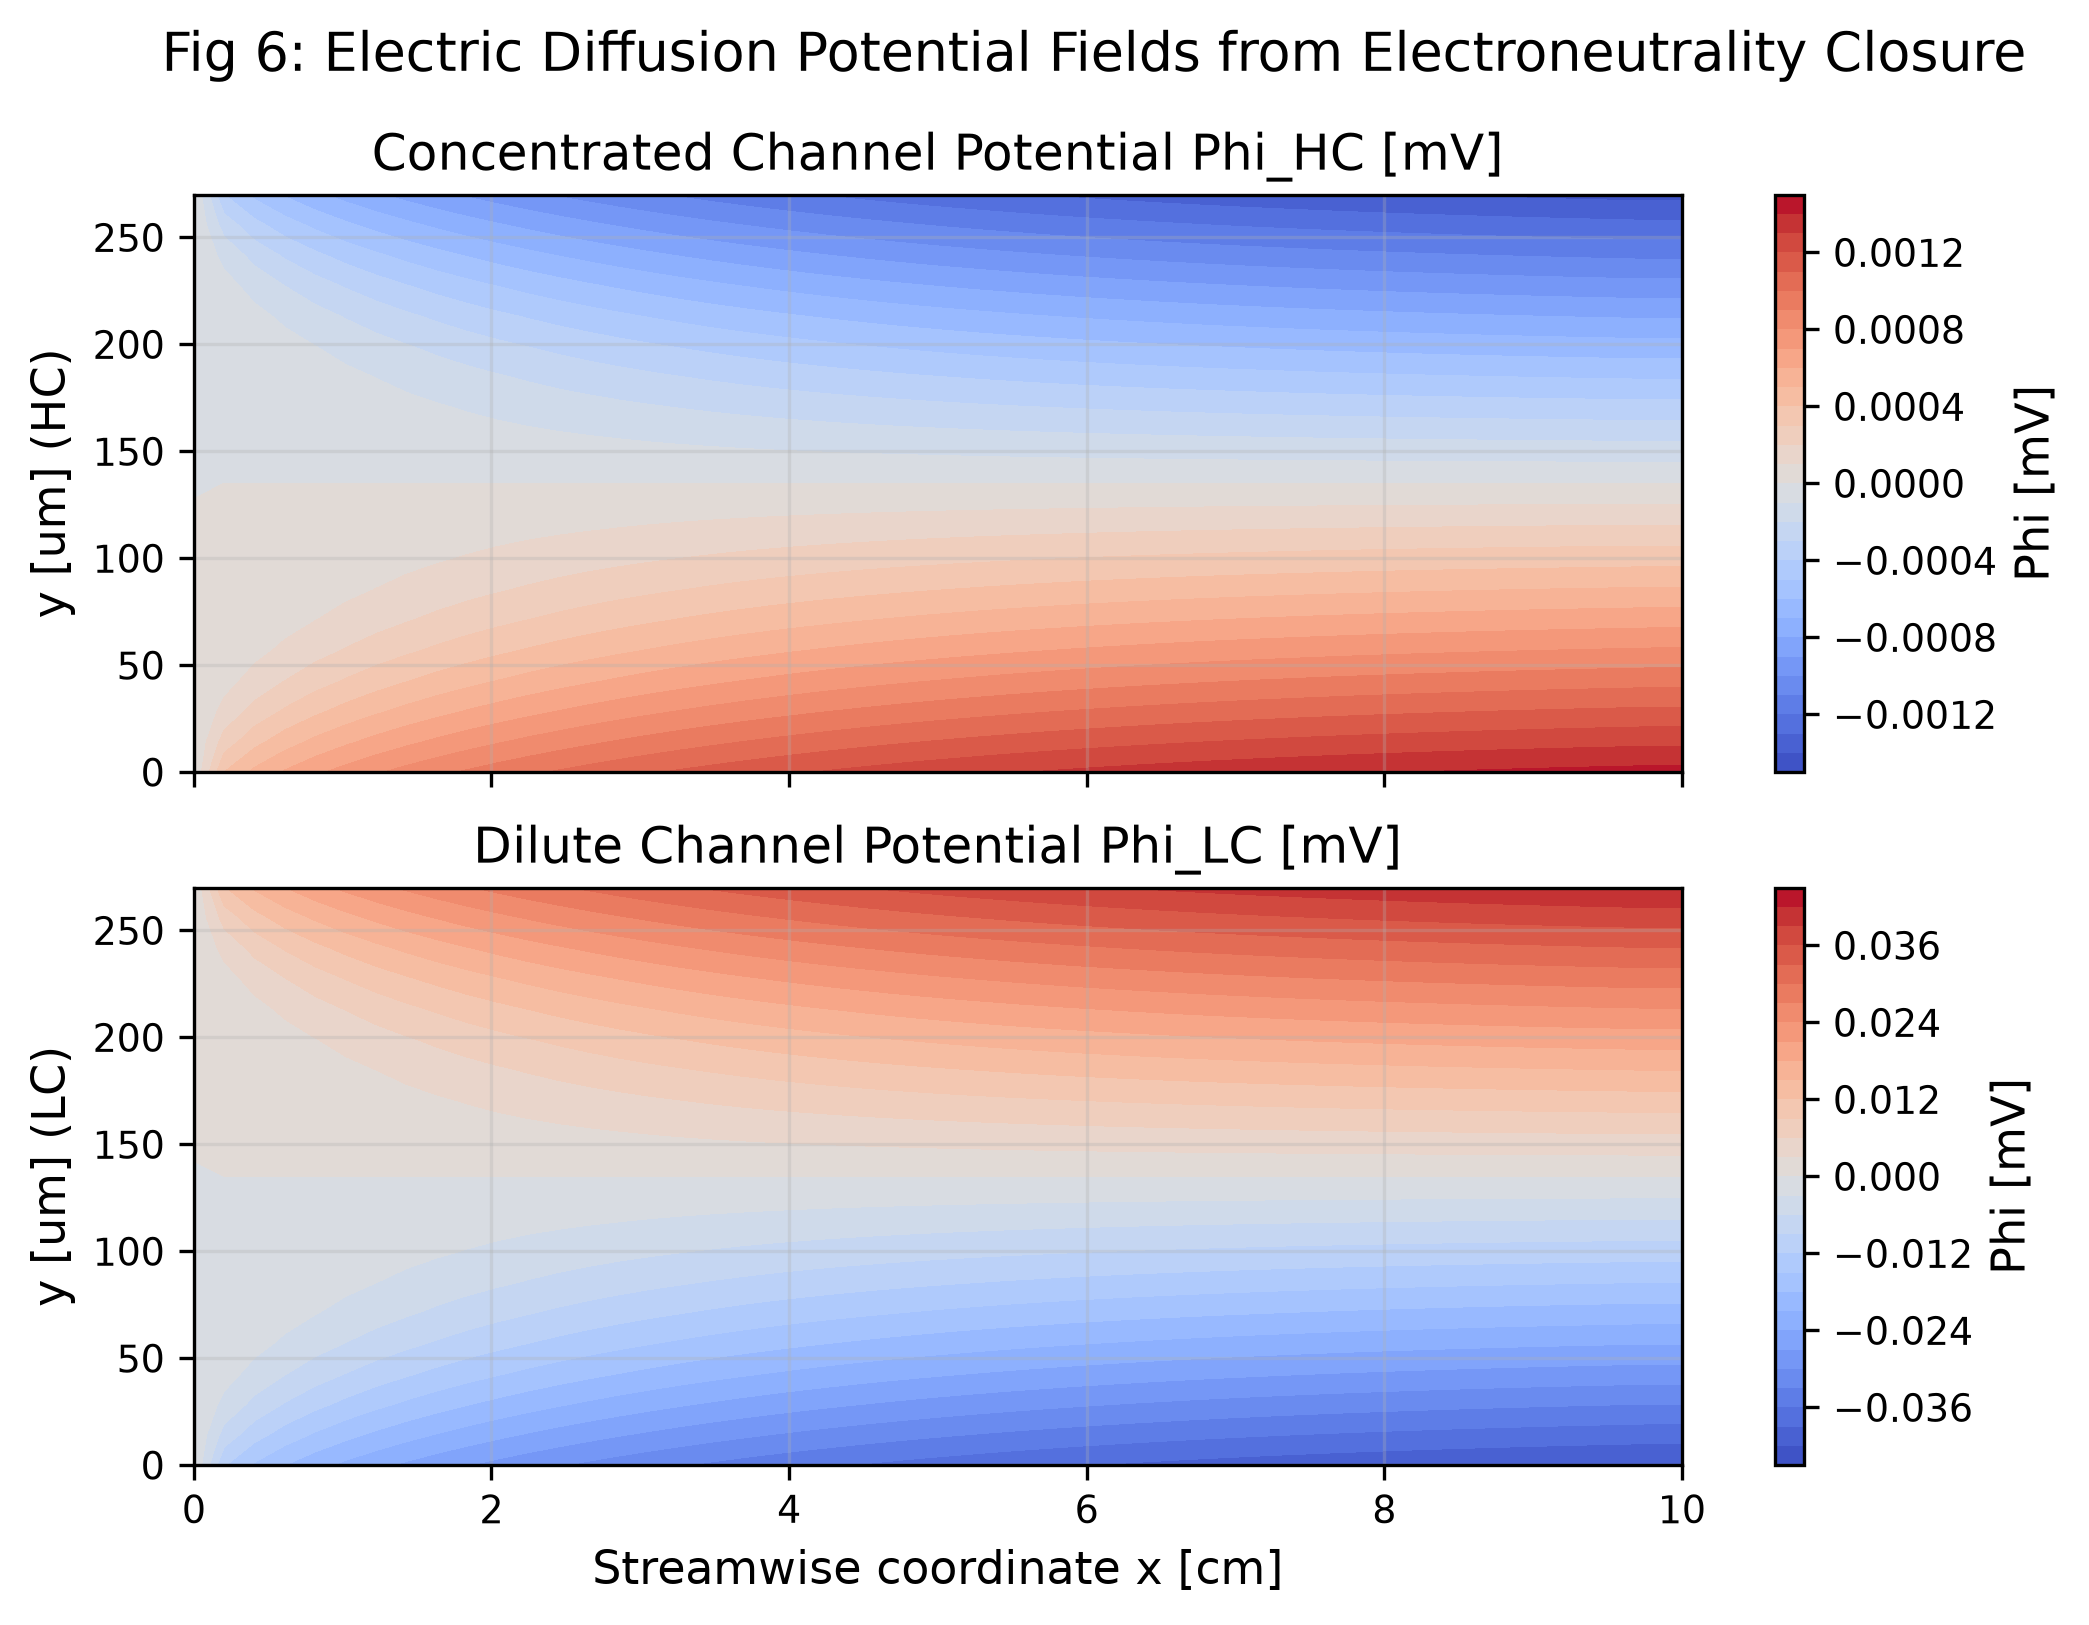 Fig 6: Electric Diffusion Potential Fields from Electroneutrality Closure
Concentrated Channel Potential Phi_HC [mV]
y [um] (HC)
250
200
150
100
50
0
0.0012
0.0008
0.0004
0.0000
−0.0004
−0.0008
−0.0012
Phi [mV]
Dilute Channel Potential Phi_LC [mV]
y [um] (LC)
250
200
150
100
50
0
0 2 4 6 8 10
Streamwise coordinate x [cm]
0.036
0.024
0.012
0.000
−0.012
−0.024
−0.036
Phi [mV]